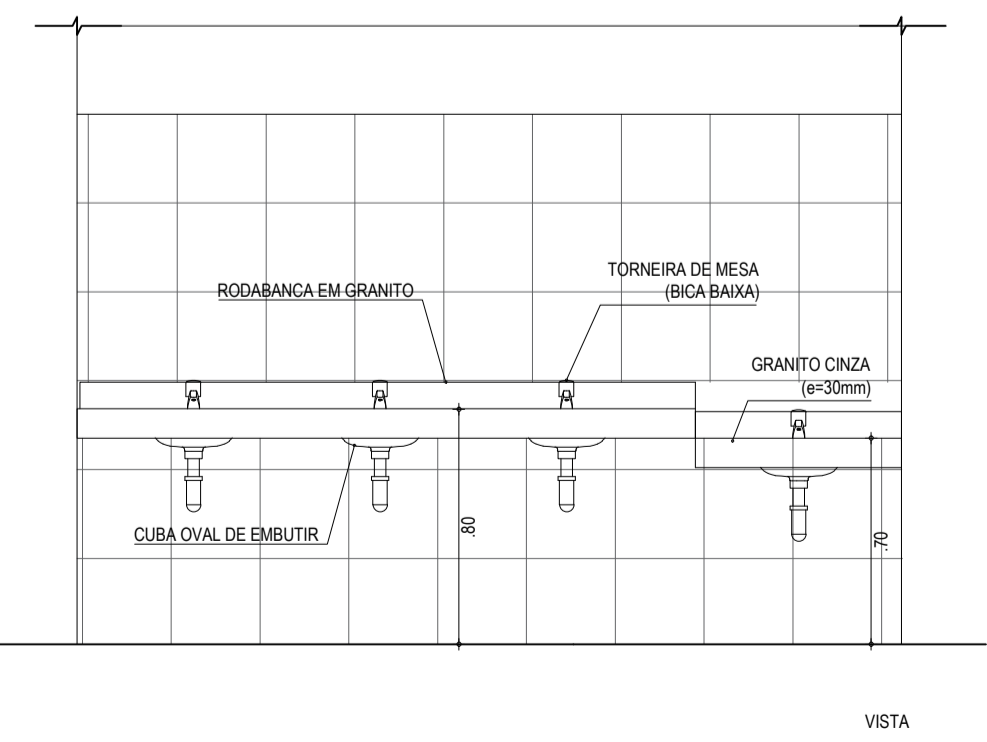 TORNEIRA DE MESA
(BICA BAIXA)
RODABANCA EM GRANITO
GRANITO CINZA
(e=30mm)
CUBA OVAL DE EMBUTIR
.80
.70
VISTA